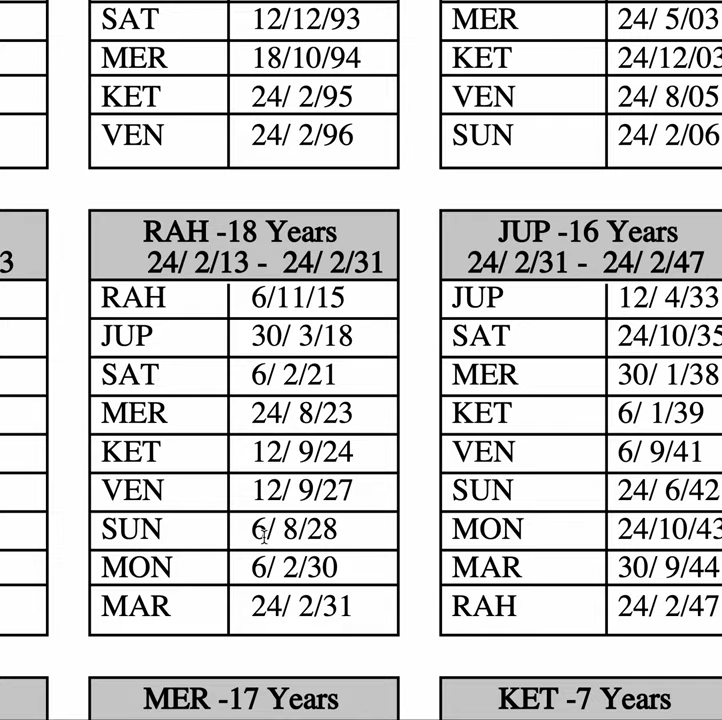 SAT 12/12/93
MER 18/10/94
KET 24/ 2/95
VEN 24/ 2/96
MER 24/ 5/03
KET 24/12/03
VEN 24/ 8/05
SUN 24/ 2/06
3
RAH -18 Years
24/ 2/13 - 24/ 2/31
RAH 6/11/15
JUP 30/ 3/18
SAT 6/ 2/21
MER 24/ 8/23
KET 12/ 9/24
VEN 12/ 9/27
SUN 6/ 8/28
MON 6/ 2/30
MAR 24/ 2/31
JUP -16 Years
24/ 2/31 - 24/ 2/47
JUP 12/ 4/33
SAT 24/10/35
MER 30/ 1/38
KET 6/ 1/39
VEN 6/ 9/41
SUN 24/ 6/42
MON 24/10/43
MAR 30/ 9/44
RAH 24/ 2/47
MER -17 Years
KET -7 Years